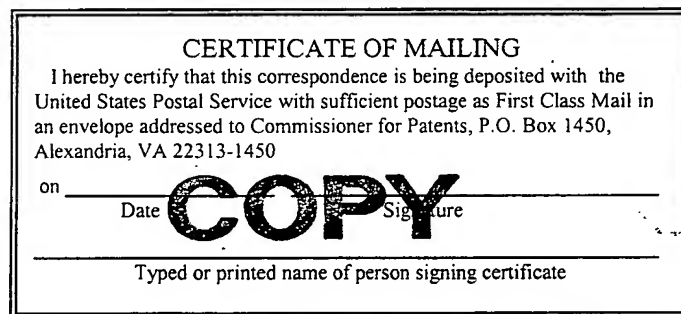 CERTIFICATE OF MAILING
I hereby certify that this correspondence is being deposited with the
United States Postal Service with sufficient postage as First Class Mail in
an envelope addressed to Commissioner for Patents, P.O. Box 1450,
Alexandria, VA 22313-1450
on
Date COPY Signature
Typed or printed name of person signing certificate